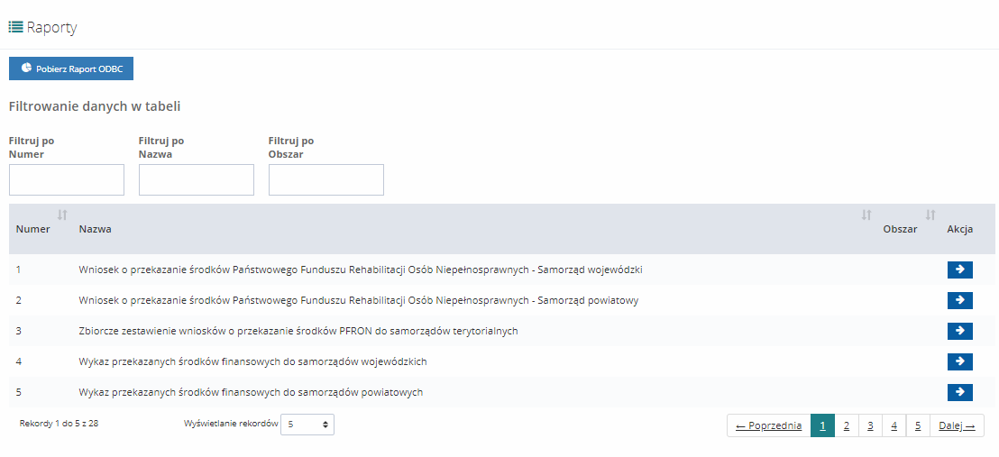 Raporty
Pobierz Raport ODBC
Filtrowanie danych w tabeli
Filtruj po Numer
Filtruj po Nazwa
Filtruj po Obszar
Numer Nazwa Obszar Akcja
1 Wniosek o przekazanie środków Państwowego Funduszu Rehabilitacji Osób Niepełnosprawnych - Samorząd wojewódzki
2 Wniosek o przekazanie środków Państwowego Funduszu Rehabilitacji Osób Niepełnosprawnych - Samorząd powiatowy
3 Zbiorcze zestawienie wniosków o przekazanie środków PFRON do samorządów terytorialnych
4 Wykaz przekazanych środków finansowych do samorządów wojewódzkich
5 Wykaz przekazanych środków finansowych do samorządów powiatowych
Rekordy 1 do 5 z 28 Wyświetlanie rekordów 5 ← Poprzednia 1 2 3 4 5 Dalej →